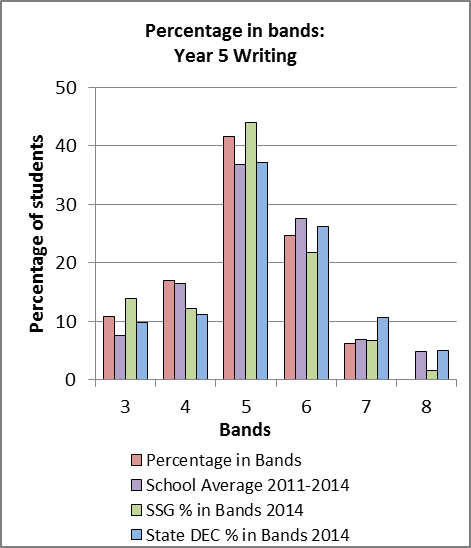 Percentage in bands:
Year 5 Writing
Percentage of students
50
40
30
20
10
0
3 4 5 6 7 8
Bands
Percentage in Bands
School Average 2011-2014
SSG % in Bands 2014
State DEC % in Bands 2014